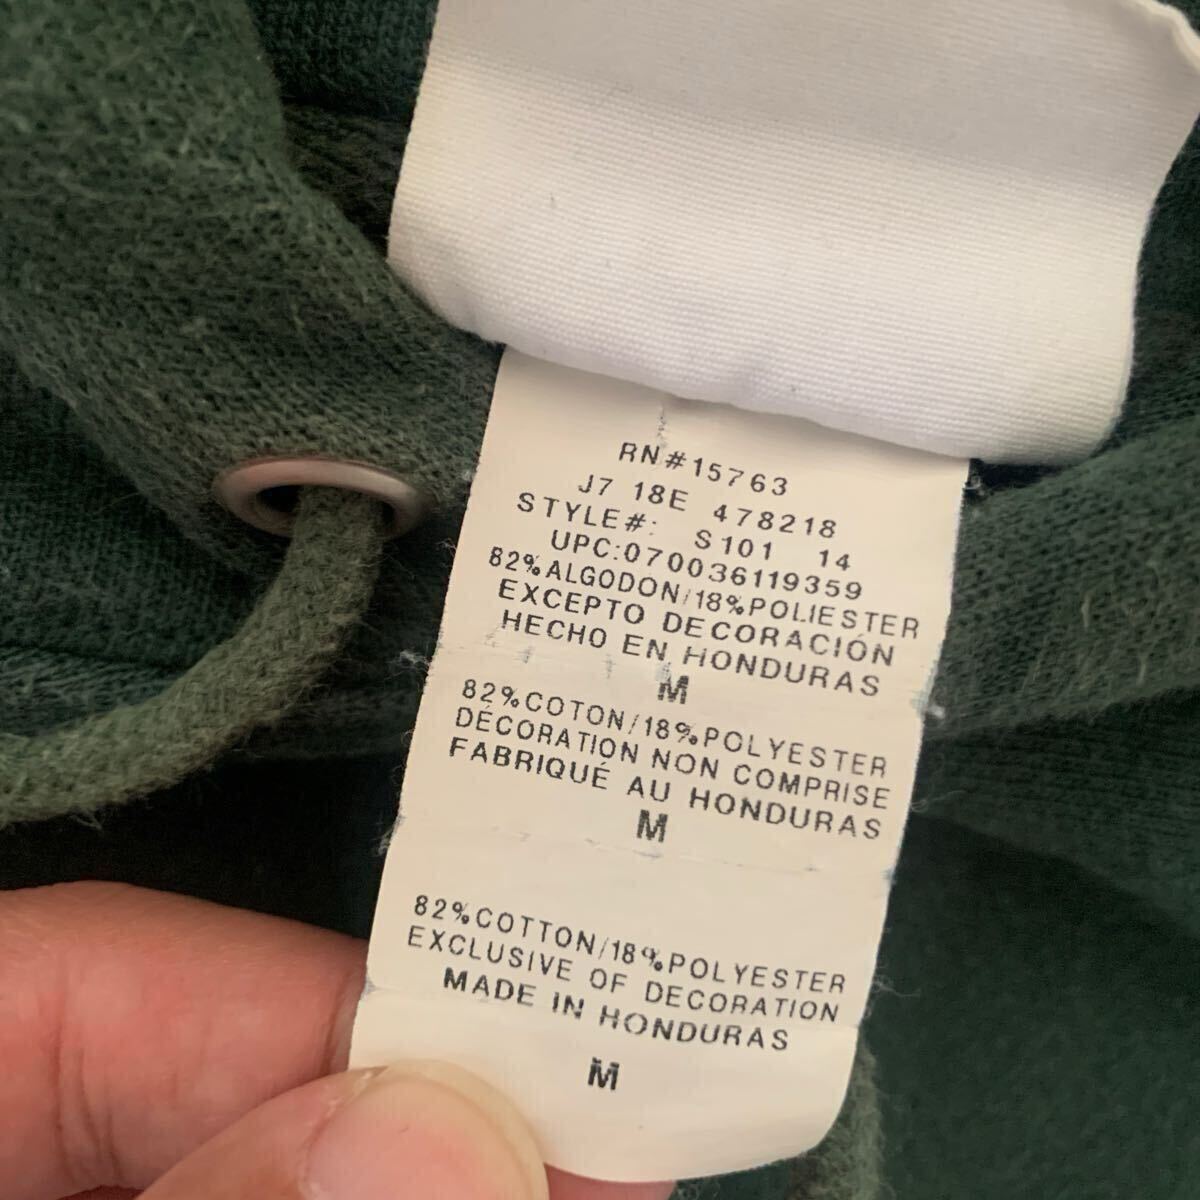 RN#15763
J7 18E 478218
STYLE#: S101 14
UPC:070036119359
82%ALGODON/18%POLIESTER
EXCEPTO DECORACIÓN
HECHO EN HONDURAS
M
82%COTON/18%POLYESTER
DÉCORATION NON COMPRISE
FABRIQUÉ AU HONDURAS
M
82%COTTON/18%POLYESTER
EXCLUSIVE OF DECORATION
MADE IN HONDURAS
M